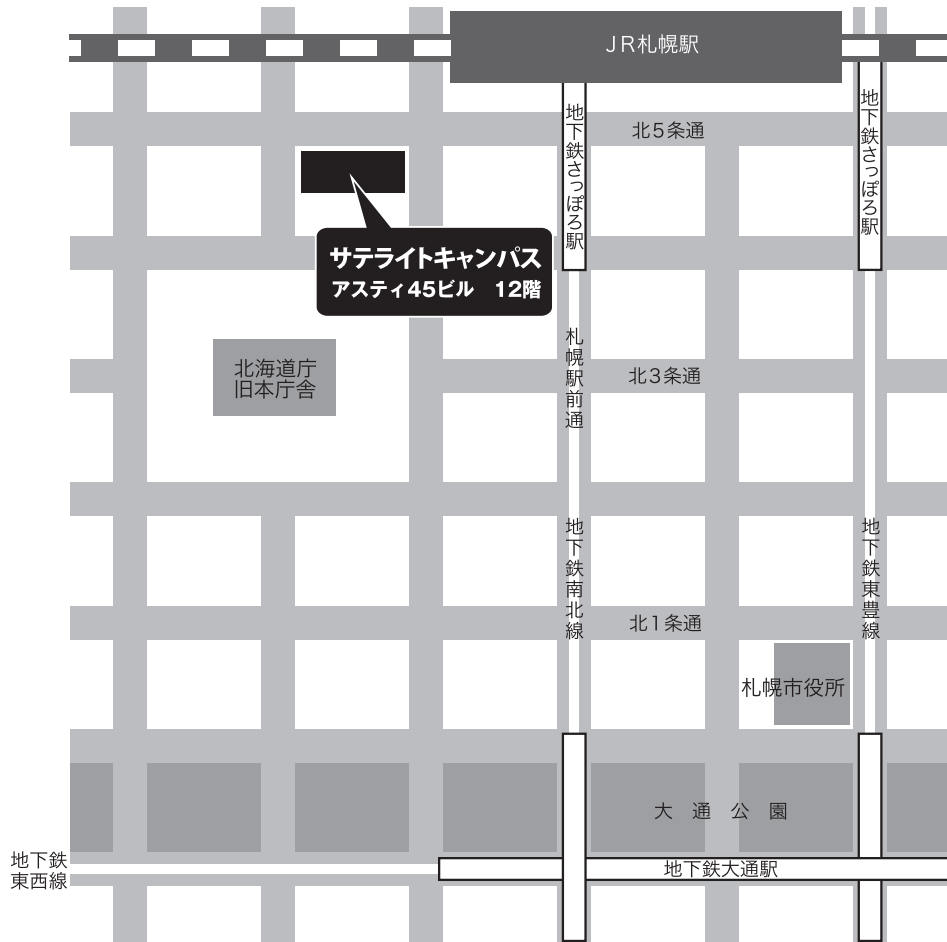 JR札幌駅
地下鉄さっぽろ駅
地下鉄さっぽろ駅
北5条通
サテライトキャンパス
アスティ45ビル　12階
札幌駅前通
北海道庁
旧本庁舎
北3条通
地下鉄南北線
地下鉄東豊線
北1条通
札幌市役所
大通公園
地下鉄
東西線
地下鉄大通駅